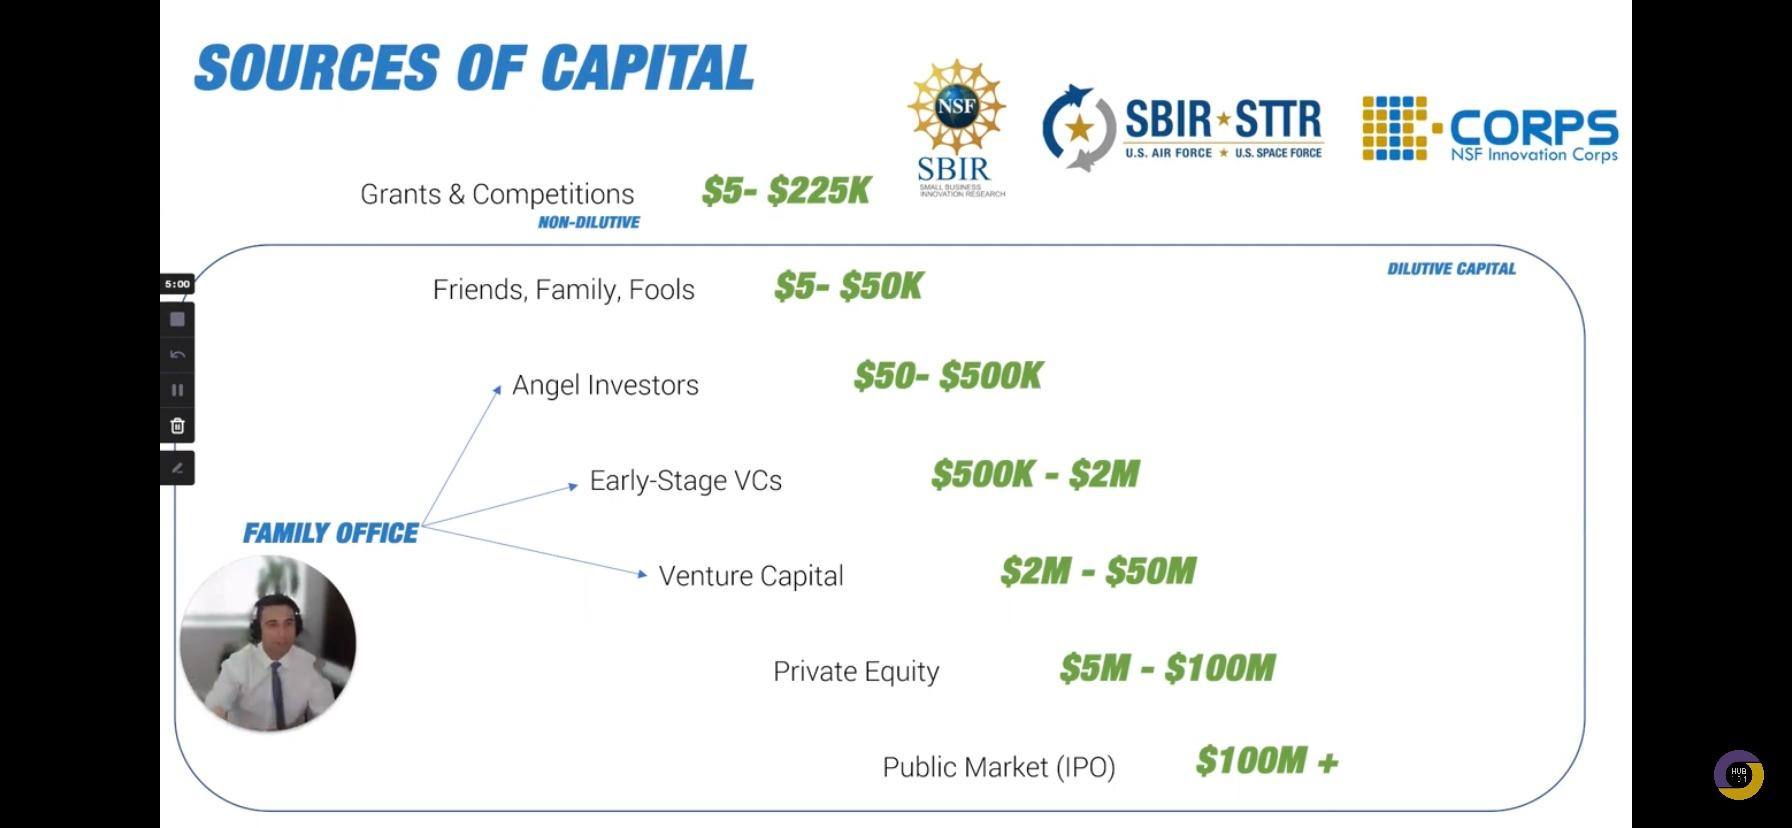 SOURCES OF CAPITAL
NSF
SBIR
SMALL BUSINESS
INNOVATION RESEARCH
SBIR STTR
U.S. AIR FORCE U.S. SPACE FORCE
CORPS
NSF Innovation Corps
Grants & Competitions $5- $225K
NON-DILUTIVE
DILUTIVE CAPITAL
5:00
Friends, Family, Fools $5- $50K
Angel Investors $50- $500K
Early-Stage VCs $500K - $2M
FAMILY OFFICE
Venture Capital $2M - $50M
Private Equity $5M - $100M
Public Market (IPO) $100M +
HUB